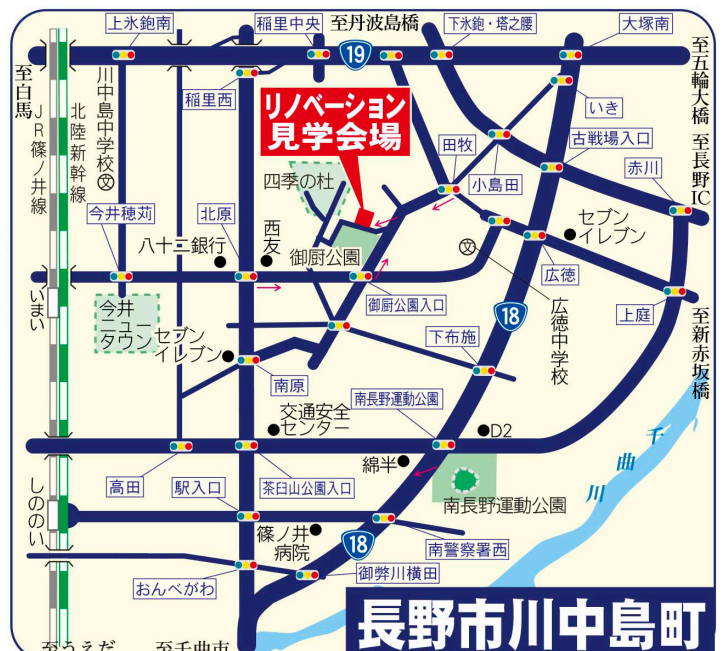 上氷鉋南
稲里中央
至丹波島橋
下氷鉋・塔之腰
大塚南
至五輪大橋
19
至白馬
稲里西
いき
JR篠ノ井線
北陸新幹線
川中島中学校
文
リノベーション
見学会場
田牧
小島田
古戦場入口
至長野IC
赤川
四季の杜
今井穂苅
北原
西友
八十二銀行
御厨公園
文
セブン
イレブン
広徳
いまい
御厨公園入口
広徳中学校
上庭
今井
ニュー
タウン
セブン
イレブン
18
下布施
至新赤坂橋
南原
南長野運動公園
交通安全
センター
D2
千曲川
綿半
高田
駅入口
茶臼山公園入口
南長野運動公園
しののい
篠ノ井
病院
18
南警察署西
おんべがわ
御弊川横田
長野市川中島町
至うえだ
至千曲市